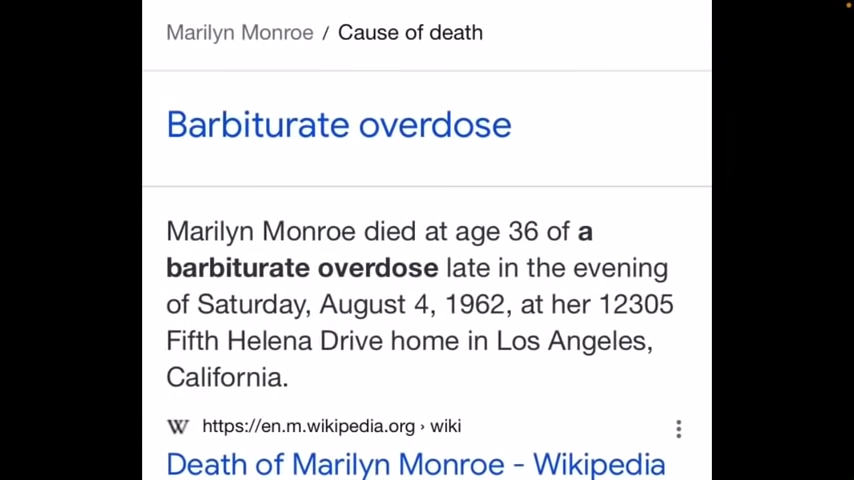 Marilyn Monroe / Cause of death
Barbiturate overdose
Marilyn Monroe died at age 36 of a
barbiturate overdose late in the evening
of Saturday, August 4, 1962, at her 12305
Fifth Helena Drive home in Los Angeles,
California.
W https://en.m.wikipedia.org › wiki
Death of Marilyn Monroe - Wikipedia